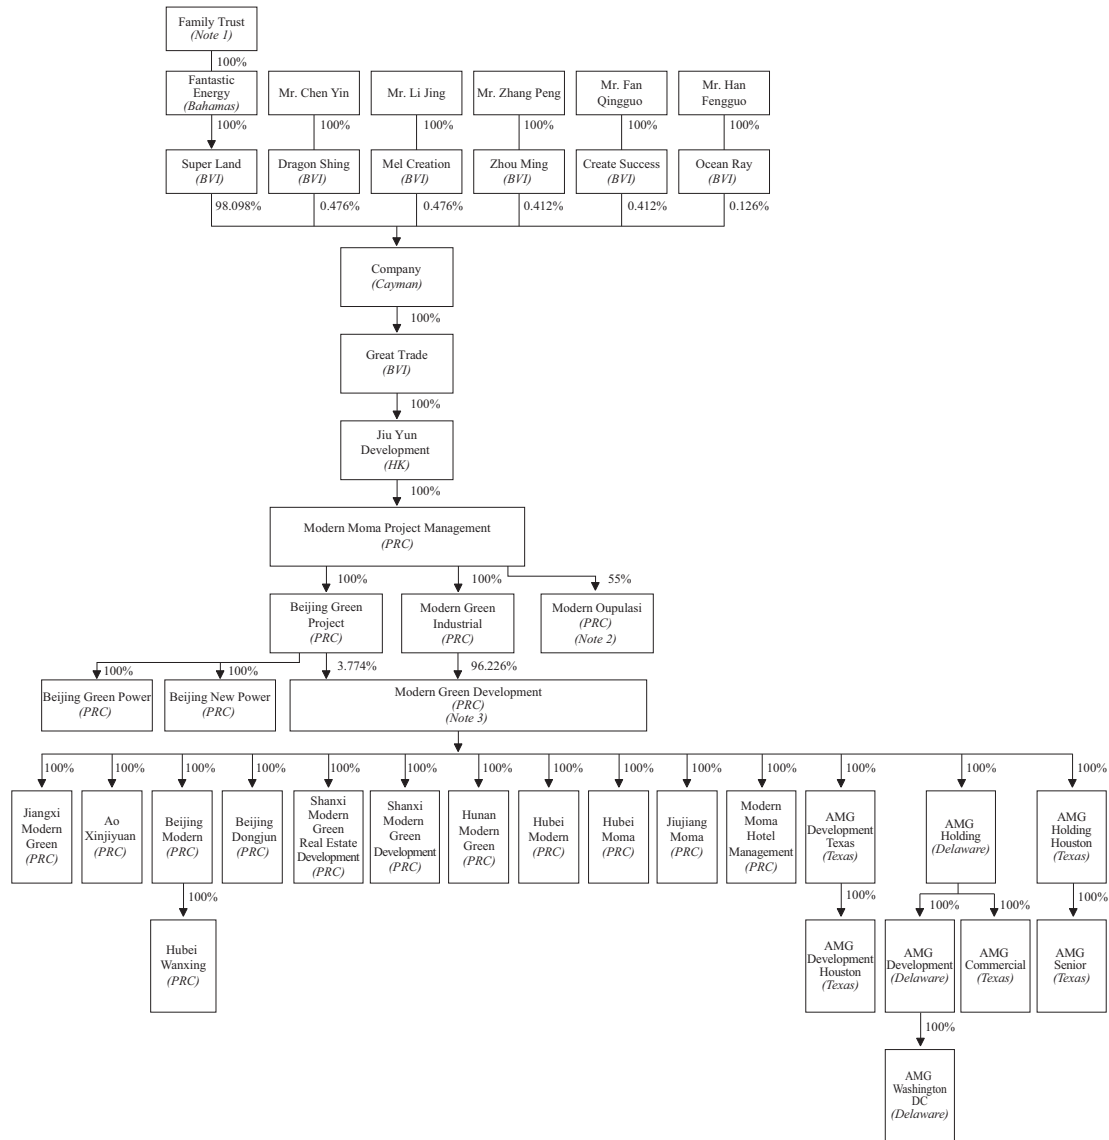 Family Trust
(Note 1)
100%
Fantastic
Energy
(Bahamas)
Mr. Chen Yin
Mr. Li Jing
Mr. Zhang Peng
Mr. Fan
Qingguo
Mr. Han
Fengguo
100%
100%
100%
100%
100%
100%
Super Land
(BVI)
Dragon Shing
(BVI)
Mel Creation
(BVI)
Zhou Ming
(BVI)
Create Success
(BVI)
Ocean Ray
(BVI)
98.098%
0.476%
0.476%
0.412%
0.412%
0.126%
Company
(Cayman)
100%
Great Trade
(BVI)
100%
Jiu Yun
Development
(HK)
100%
Modern Moma Project Management
(PRC)
100%
100%
55%
Beijing Green
Project
(PRC)
Modern Green
Industrial
(PRC)
Modern Oupulasi
(PRC)
(Note 2)
100%
100%
3.774%
96.226%
Beijing Green Power
(PRC)
Beijing New Power
(PRC)
Modern Green Development
(PRC)
(Note 3)
100%
100%
100%
100%
100%
100%
100%
100%
100%
100%
100%
100%
100%
100%
Jiangxi
Modern
Green
(PRC)
Ao
Xinjiyuan
(PRC)
Beijing
Modern
(PRC)
Beijing
Dongjun
(PRC)
Shanxi
Modern
Green
Real Estate
Development
(PRC)
Shanxi
Modern
Green
Development
(PRC)
Hunan
Modern
Green
(PRC)
Hubei
Modern
(PRC)
Hubei
Moma
(PRC)
Jiujiang
Moma
(PRC)
Modern
Moma
Hotel
Management
(PRC)
AMG
Development
Texas
(Texas)
AMG
Holding
(Delaware)
AMG
Holding
Houston
(Texas)
100%
100%
100%
100%
100%
Hubei
Wanxing
(PRC)
AMG
Development
Houston
(Texas)
AMG
Development
(Delaware)
AMG
Commercial
(Texas)
AMG
Senior
(Texas)
100%
AMG
Washington
DC
(Delaware)